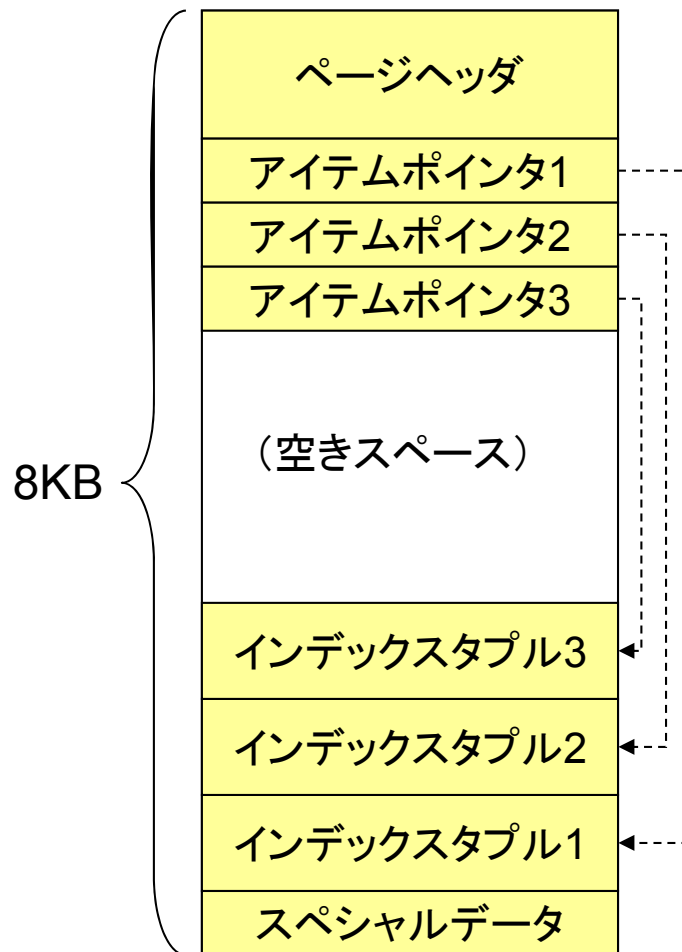 ページヘッダ
アイテムポインタ1
アイテムポインタ2
アイテムポインタ3
（空きスペース）
8KB
インデックスタプル3
インデックスタプル2
インデックスタプル1
スペシャルデータ